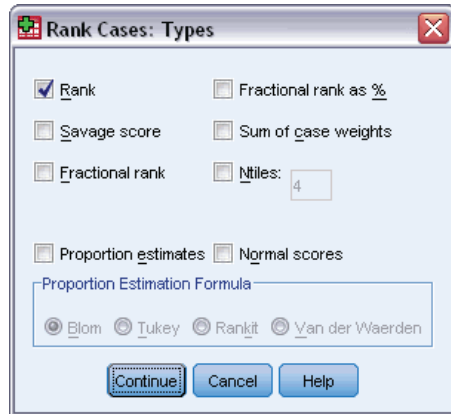 Rank Cases: Types
Rank
Fractional rank as %
Savage score
Sum of case weights
Fractional rank
Ntiles: 4
Proportion estimates
Normal scores
Proportion Estimation Formula
Blom Tukey Rankit Van der Waerden
Continue Cancel Help